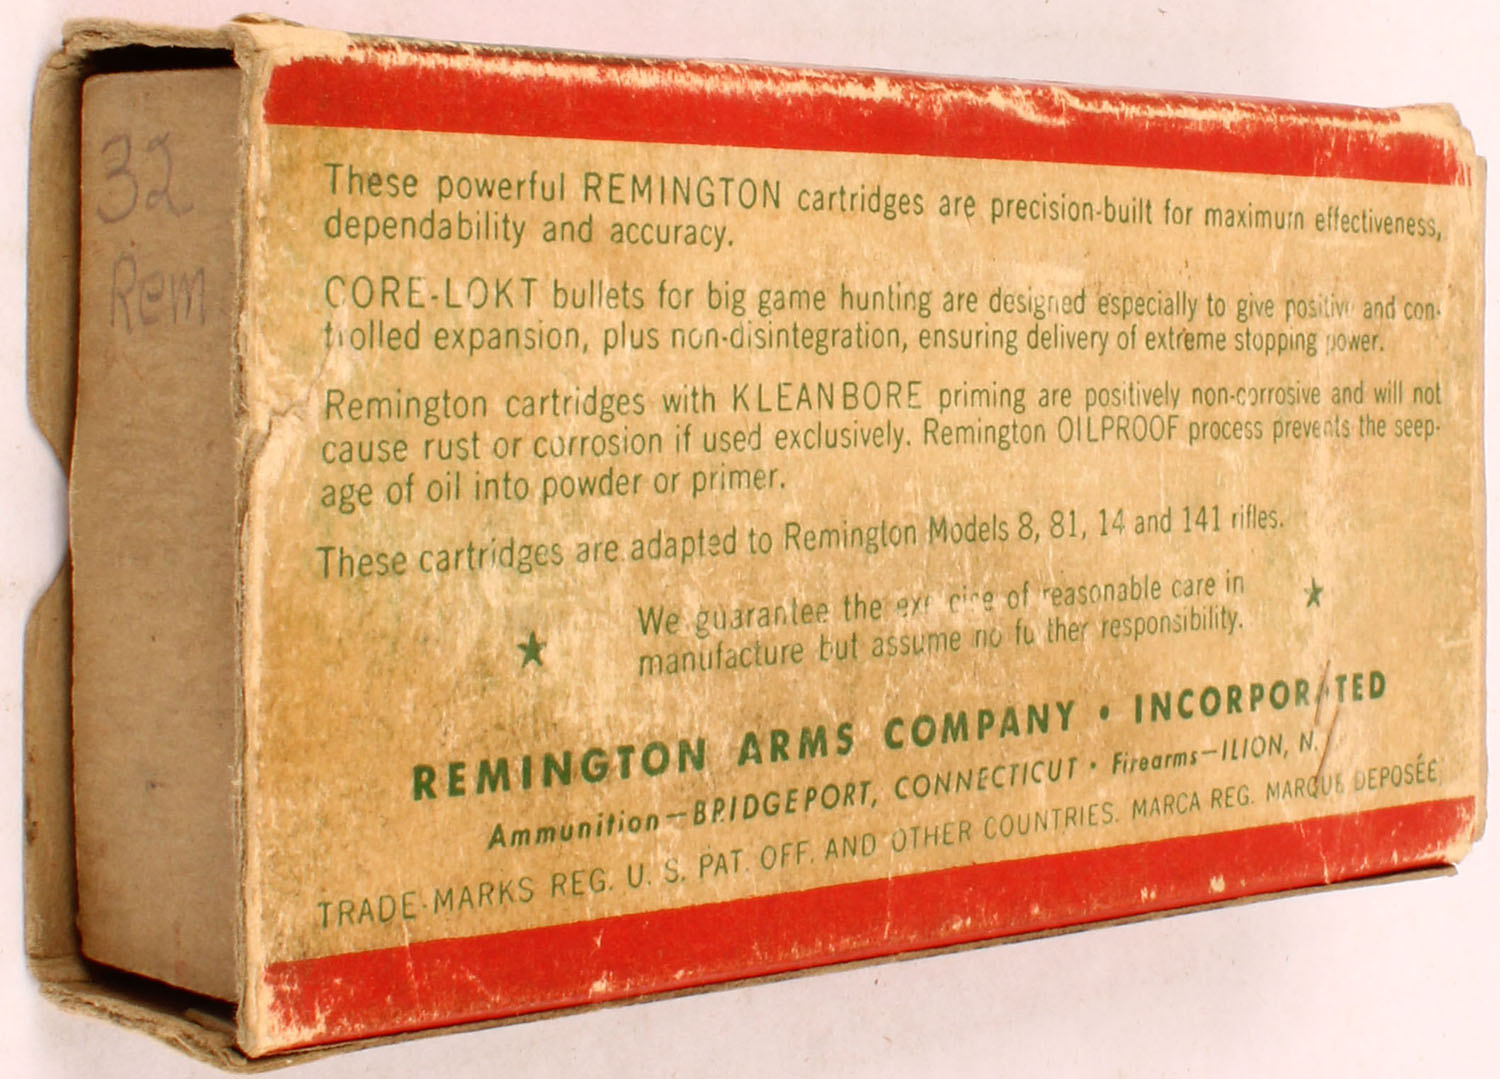 32
Rem
These powerful REMINGTON cartridges are precision-built for maximum effectiveness,
dependability and accuracy.
CORE-LOKT bullets for big game hunting are designed especially to give positive and con-
trolled expansion, plus non-disintegration, ensuring delivery of extreme stopping power.
Remington cartridges with KLEANBORE priming are positively non-corrosive and will not
cause rust or corrosion if used exclusively. Remington OILPROOF process prevents the seep-
age of oil into powder or primer.
These cartridges are adapted to Remington Models 8, 81, 14 and 141 rifles.
We guarantee the exercise of reasonable care in
manufacture but assume no further responsibility.
REMINGTON ARMS COMPANY • INCORPORATED
Ammunition—BRIDGEPORT, CONNECTICUT • Firearms—ILION, N.
TRADE-MARKS REG. U. S. PAT. OFF. AND OTHER COUNTRIES. MARCA REG. MARQUE DEPOSÉE